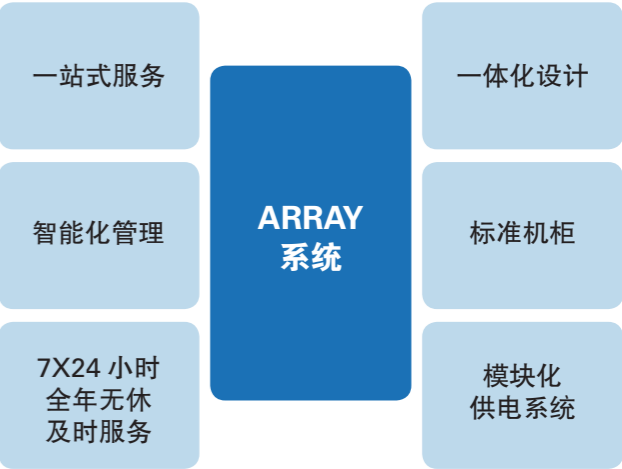 一站式服务
智能化管理
7X24 小时
全年无休
及时服务
ARRAY
系统
一体化设计
标准机柜
模块化
供电系统